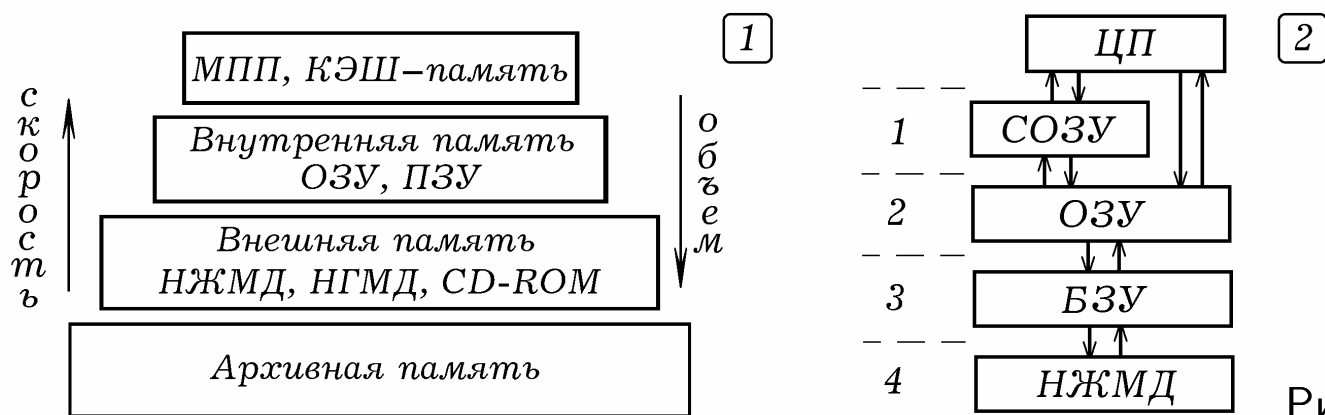 1
МПП, КЭШ-память
Внутренняя память
ОЗУ, ПЗУ
Внешняя память
НЖМД, НГМД, CD-ROM
Архивная память
скорость
объем
2
ЦП
1
СОЗУ
2
ОЗУ
3
БЗУ
4
НЖМД
Ри